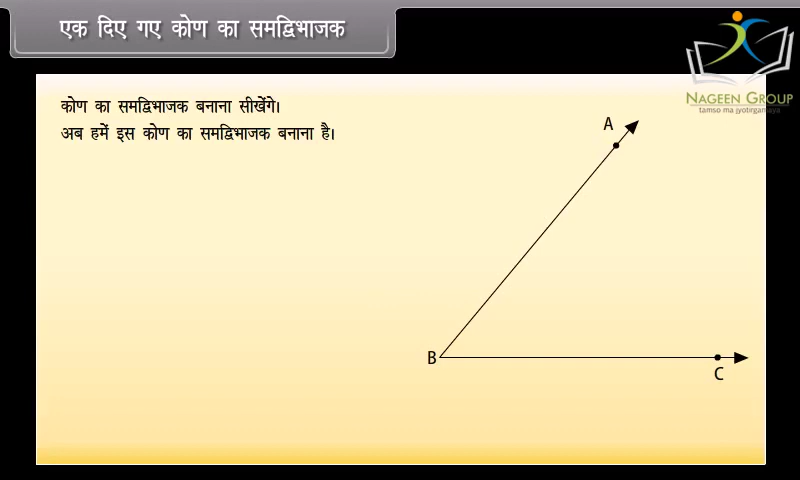 एक दिए गए कोण का समद्विभाजक
NAGEEN GROUP
tamso ma jyotirgamaya
कोण का समद्विभाजक बनाना सीखेंगे।
अब हमें इस कोण का समद्विभाजक बनाना है।
A
B
C